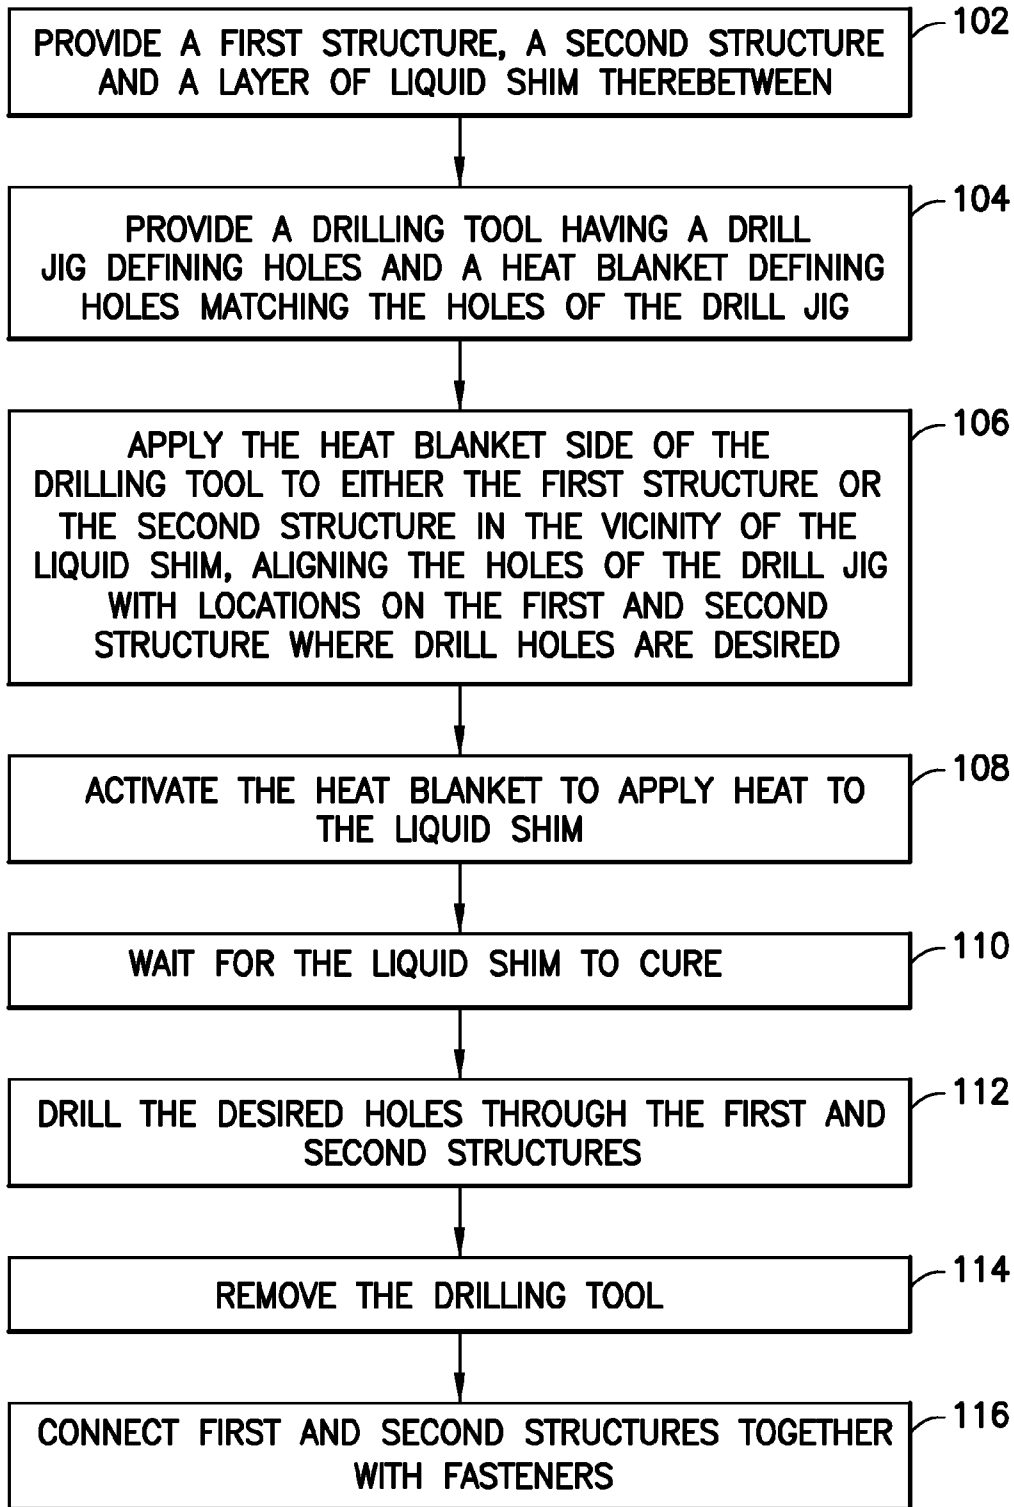 PROVIDE A FIRST STRUCTURE, A SECOND STRUCTURE
AND A LAYER OF LIQUID SHIM THEREBETWEEN
102
PROVIDE A DRILLING TOOL HAVING A DRILL
JIG DEFINING HOLES AND A HEAT BLANKET DEFINING
HOLES MATCHING THE HOLES OF THE DRILL JIG
104
APPLY THE HEAT BLANKET SIDE OF THE
DRILLING TOOL TO EITHER THE FIRST STRUCTURE OR
THE SECOND STRUCTURE IN THE VICINITY OF THE
LIQUID SHIM, ALIGNING THE HOLES OF THE DRILL JIG
WITH LOCATIONS ON THE FIRST AND SECOND
STRUCTURE WHERE DRILL HOLES ARE DESIRED
106
ACTIVATE THE HEAT BLANKET TO APPLY HEAT TO
THE LIQUID SHIM
108
WAIT FOR THE LIQUID SHIM TO CURE
110
DRILL THE DESIRED HOLES THROUGH THE FIRST AND
SECOND STRUCTURES
112
REMOVE THE DRILLING TOOL
114
CONNECT FIRST AND SECOND STRUCTURES TOGETHER
WITH FASTENERS
116